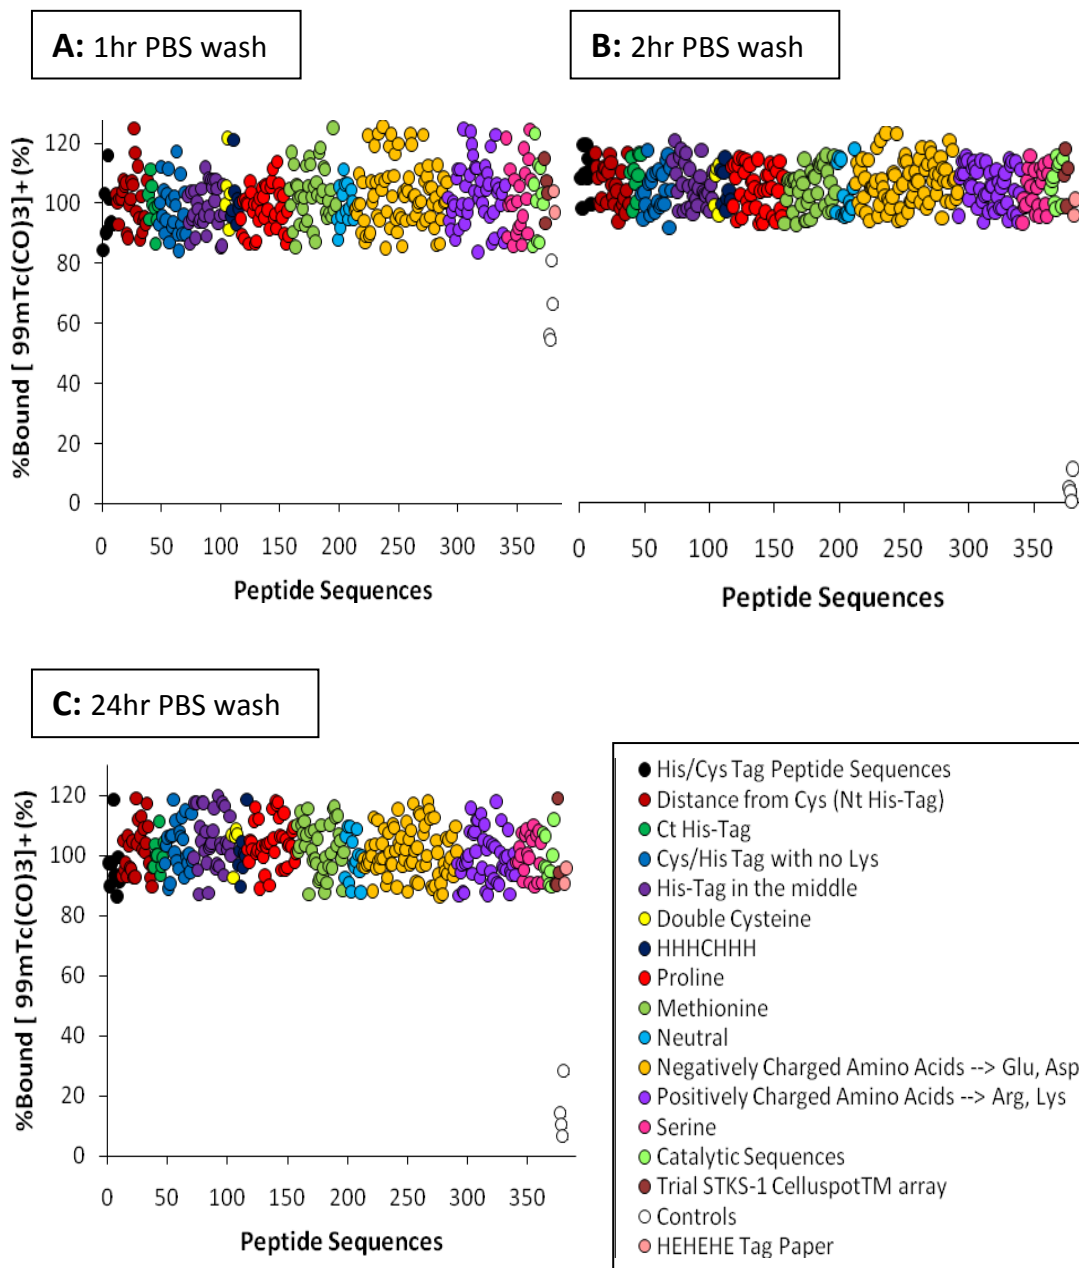 A: 1hr PBS wash
B: 2hr PBS wash
%Bound [ 99mTc(CO)3]+(%)
120
100
80
60
40
20
0
0 50 100 150 200 250 300 350
Peptide Sequences
0 50 100 150 200 250 300 350
Peptide Sequences
C: 24hr PBS wash
%Bound [ 99mTc(CO)3]+(%)
120
100
80
60
40
20
0
0 50 100 150 200 250 300 350
Peptide Sequences
His/Cys Tag Peptide Sequences
Distance from Cys (Nt His-Tag)
Ct His-Tag
Cys/His Tag with no Lys
His-Tag in the middle
Double Cysteine
HHHCHHH
Proline
Methionine
Neutral
Negatively Charged Amino Acids --> Glu, Asp
Positively Charged Amino Acids --> Arg, Lys
Serine
Catalytic Sequences
Trial STKS-1 CelluspotTM array
Controls
HEHEHE Tag Paper